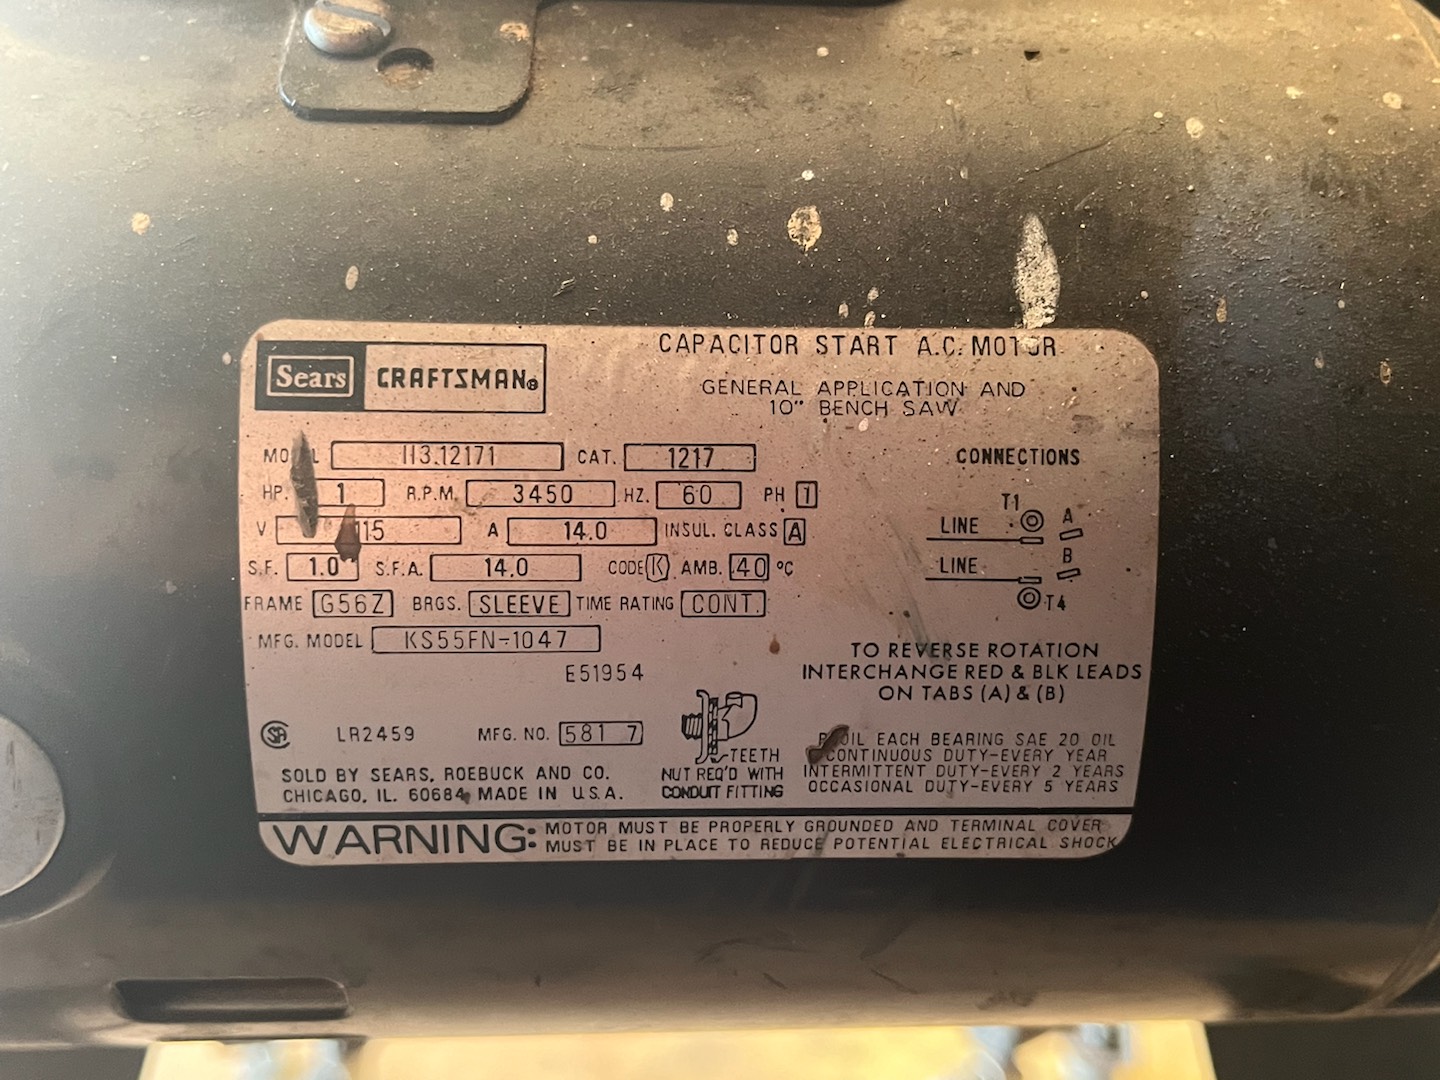 Sears CRAFTSMAN®
CAPACITOR START A.C. MOTOR
GENERAL APPLICATION AND
10" BENCH SAW
MODEL 113.12171 CAT. 1217
HP. 1 R.P.M. 3450 HZ. 60 PH 1
V 115 A 14.0 INSUL. CLASS A
S.F. 1.0 S.F.A. 14.0 CODE K AMB. 40 °C
FRAME G56Z BRGS. SLEEVE TIME RATING CONT.
MFG. MODEL KS55FN-1047
E51954
SA LR2459 MFG. NO. 581 7
SOLD BY SEARS, ROEBUCK AND CO.
CHICAGO, IL. 60684 MADE IN U.S.A.
TEETH
NUT REQ'D WITH
CONDUIT FITTING
CONNECTIONS
T1
LINE A
LINE B
T4
TO REVERSE ROTATION
INTERCHANGE RED & BLK LEADS
ON TABS (A) & (B)
EACH BEARING SAE 20 OIL
CONTINUOUS DUTY-EVERY YEAR
INTERMITTENT DUTY-EVERY 2 YEARS
OCCASIONAL DUTY-EVERY 5 YEARS
WARNING: MOTOR MUST BE PROPERLY GROUNDED AND TERMINAL COVER
MUST BE IN PLACE TO REDUCE POTENTIAL ELECTRICAL SHOCK